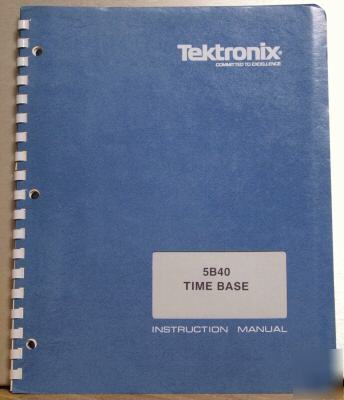 Tektronix
COMMITTED TO EXCELLENCE
5B40
TIME BASE
INSTRUCTION MANUAL